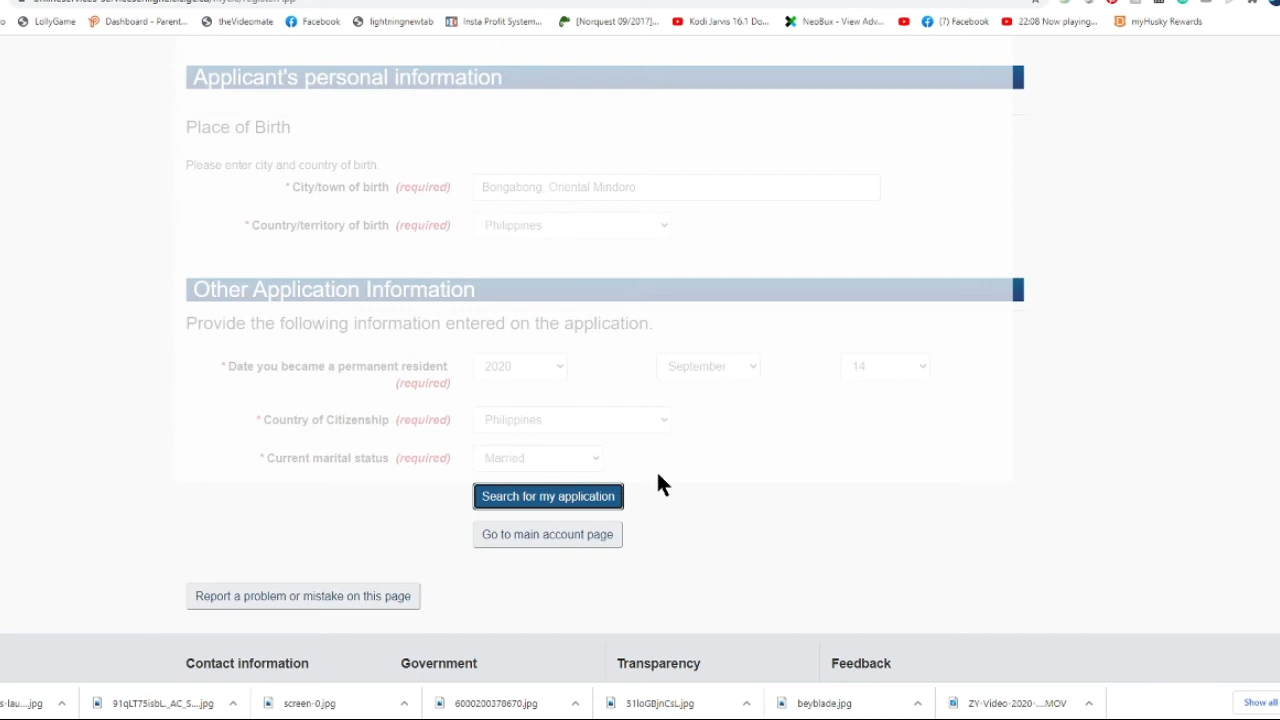 LollyGame Dashboard - Parent... theVideomate Facebook lightningnewtab Insta Profit System... [Norquest 09/2017]... Kodi Jarvis 16.1 Do... NeoBux - View Adv... (7) Facebook 22:08 Now playing... myHusky Rewards
Applicant's personal information
Place of Birth
Please enter city and country of birth.
* City/town of birth (required) Bongabong, Oriental Mindoro
* Country/territory of birth (required) Philippines
Other Application Information
Provide the following information entered on the application.
* Date you became a permanent resident 2020 September 14
(required)
* Country of Citizenship (required) Philippines
* Current marital status (required) Married
Search for my application
Go to main account page
Report a problem or mistake on this page
Contact information Government Transparency Feedback
s-lau....jpg 91qLT75isbL._AC_S....jpg screen-0.jpg 6000200378670.jpg 51loGBjnCsL.jpg beyblade.jpg ZY-Video-2020-....MOV Show all